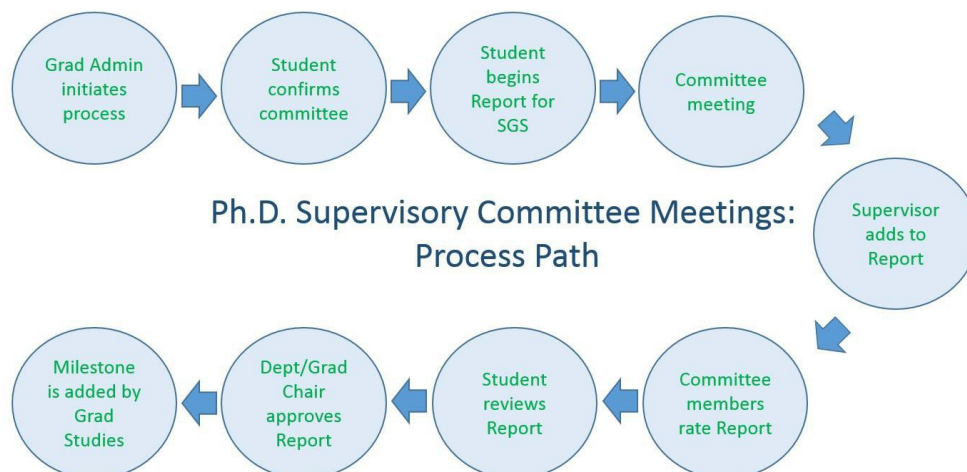 Grad Admin
initiates
process
Student
confirms
committee
Student
begins
Report for
SGS
Committee
meeting
Ph.D. Supervisory Committee Meetings:
Process Path
Supervisor
adds to
Report
Committee
members
rate Report
Student
reviews
Report
Dept/Grad
Chair
approves
Report
Milestone
is added by
Grad
Studies